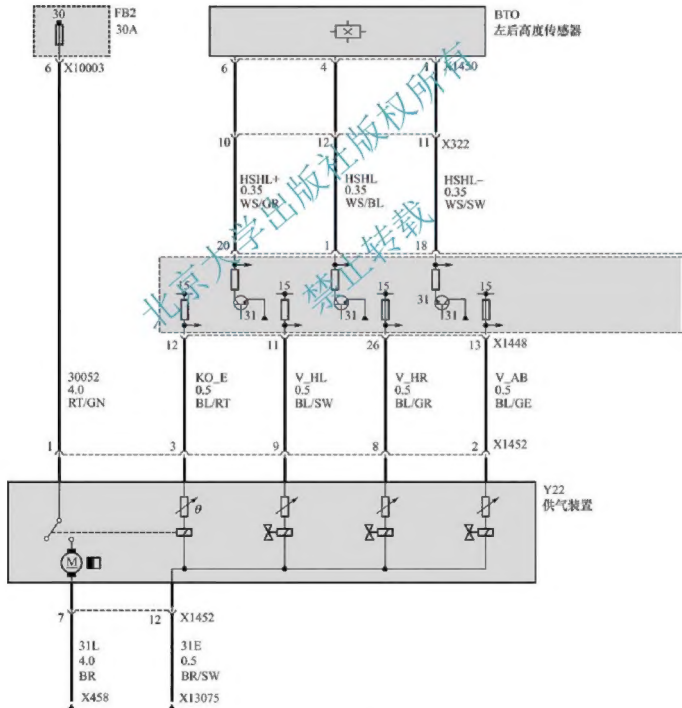 30
FB2
30A
BTO
左后高度传感器
6
X10003
6
4
1
X1450
10
12
11
X322
HSHL+
0.35
WS/GR
HSHL
0.35
WS/BL
HSHL−
0.35
WS/SW
20
1
18
15
31
15
31
15
31
15
12
11
26
13
X1448
30052
4.0
RT/GN
KO_E
0.5
BL/RT
V_HL
0.5
BL/SW
V_HR
0.5
BL/GR
V_AB
0.5
BL/GE
1
3
9
8
2
X1452
Y22
供气装置
θ
M
7
12
X1452
31L
4.0
BR
31E
0.5
BR/SW
X458
X13075
北京大学出版社版权所有
禁止转载